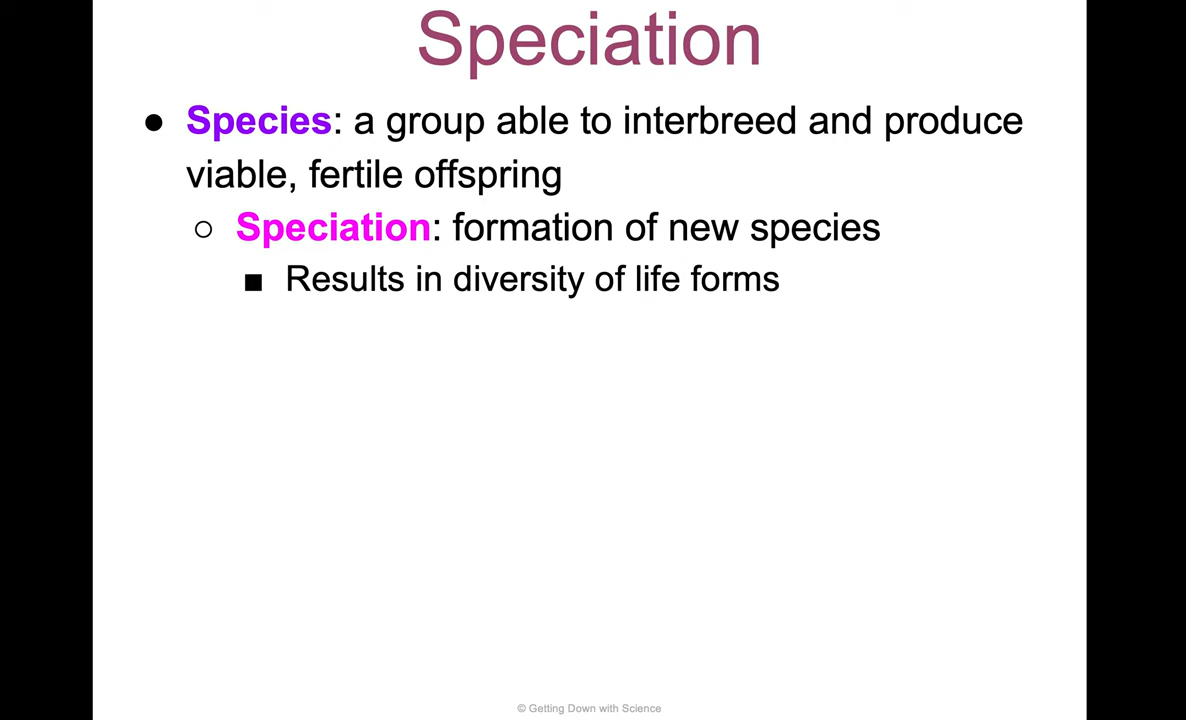 Speciation
● Species: a group able to interbreed and produce
viable, fertile offspring
○ Speciation: formation of new species
■ Results in diversity of life forms
© Getting Down with Science